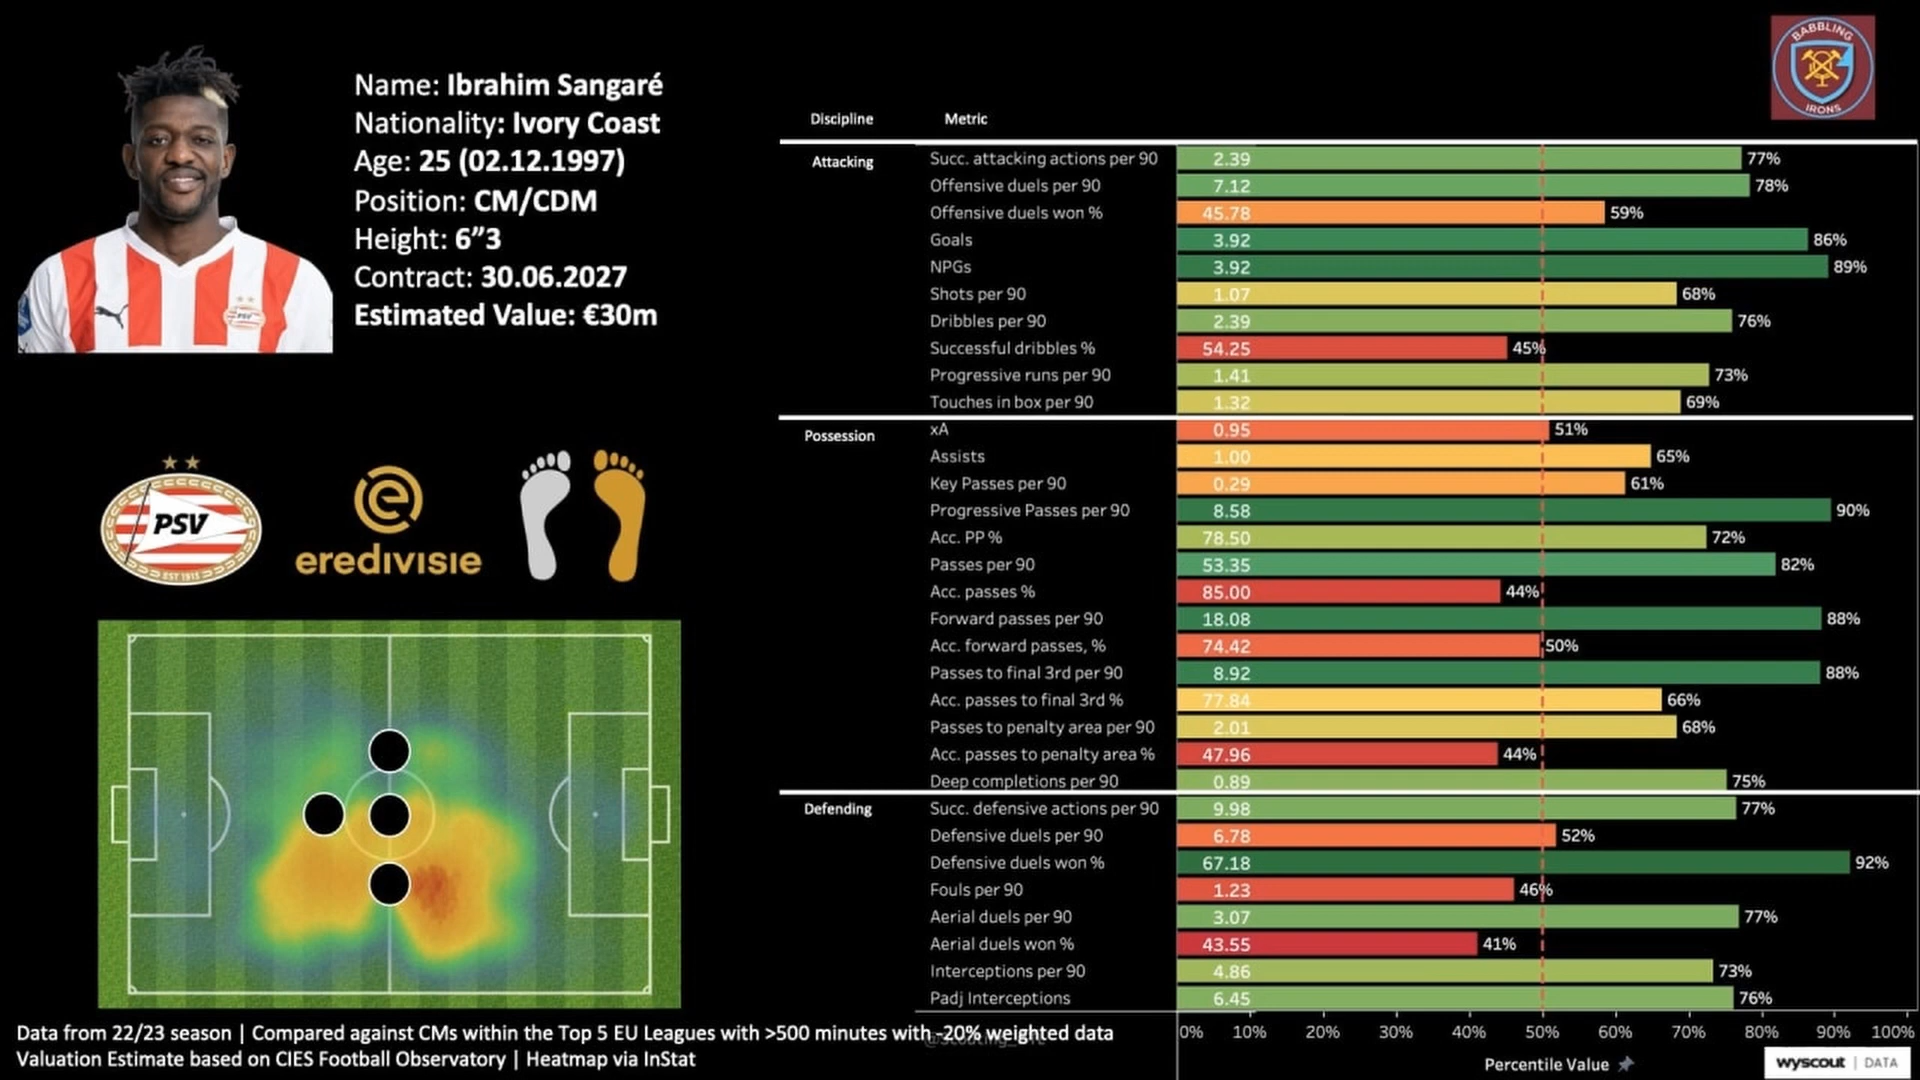 Name: Ibrahim Sangaré
Nationality: Ivory Coast
Age: 25 (02.12.1997)
Position: CM/CDM
Height: 6”3
Contract: 30.06.2027
Estimated Value: €30m
PSV
EST 1913
eredivisie
BABBLING
IRONS
Discipline Metric
Attacking
Succ. attacking actions per 90 2.39 77%
Offensive duels per 90 7.12 78%
Offensive duels won % 45.78 59%
Goals 3.92 86%
NPGs 3.92 89%
Shots per 90 1.07 68%
Dribbles per 90 2.39 76%
Successful dribbles % 54.25 45%
Progressive runs per 90 1.41 73%
Touches in box per 90 1.32 69%
Possession
xA 0.95 51%
Assists 1.00 65%
Key Passes per 90 0.29 61%
Progressive Passes per 90 8.58 90%
Acc. PP % 78.50 72%
Passes per 90 53.35 82%
Acc. passes % 85.00 44%
Forward passes per 90 18.08 88%
Acc. forward passes, % 74.42 50%
Passes to final 3rd per 90 8.92 88%
Acc. passes to final 3rd % 77.84 66%
Passes to penalty area per 90 2.01 68%
Acc. passes to penalty area % 47.96 44%
Deep completions per 90 0.89 75%
Defending
Succ. defensive actions per 90 9.98 77%
Defensive duels per 90 6.78 52%
Defensive duels won % 67.18 92%
Fouls per 90 1.23 46%
Aerial duels per 90 3.07 77%
Aerial duels won % 43.55 41%
Interceptions per 90 4.86 73%
Padj Interceptions 6.45 76%
0% 10% 20% 30% 40% 50% 60% 70% 80% 90% 100%
Percentile Value
wyscout | DATA
Data from 22/23 season | Compared against CMs within the Top 5 EU Leagues with >500 minutes with -20% weighted data
Valuation Estimate based on CIES Football Observatory | Heatmap via InStat